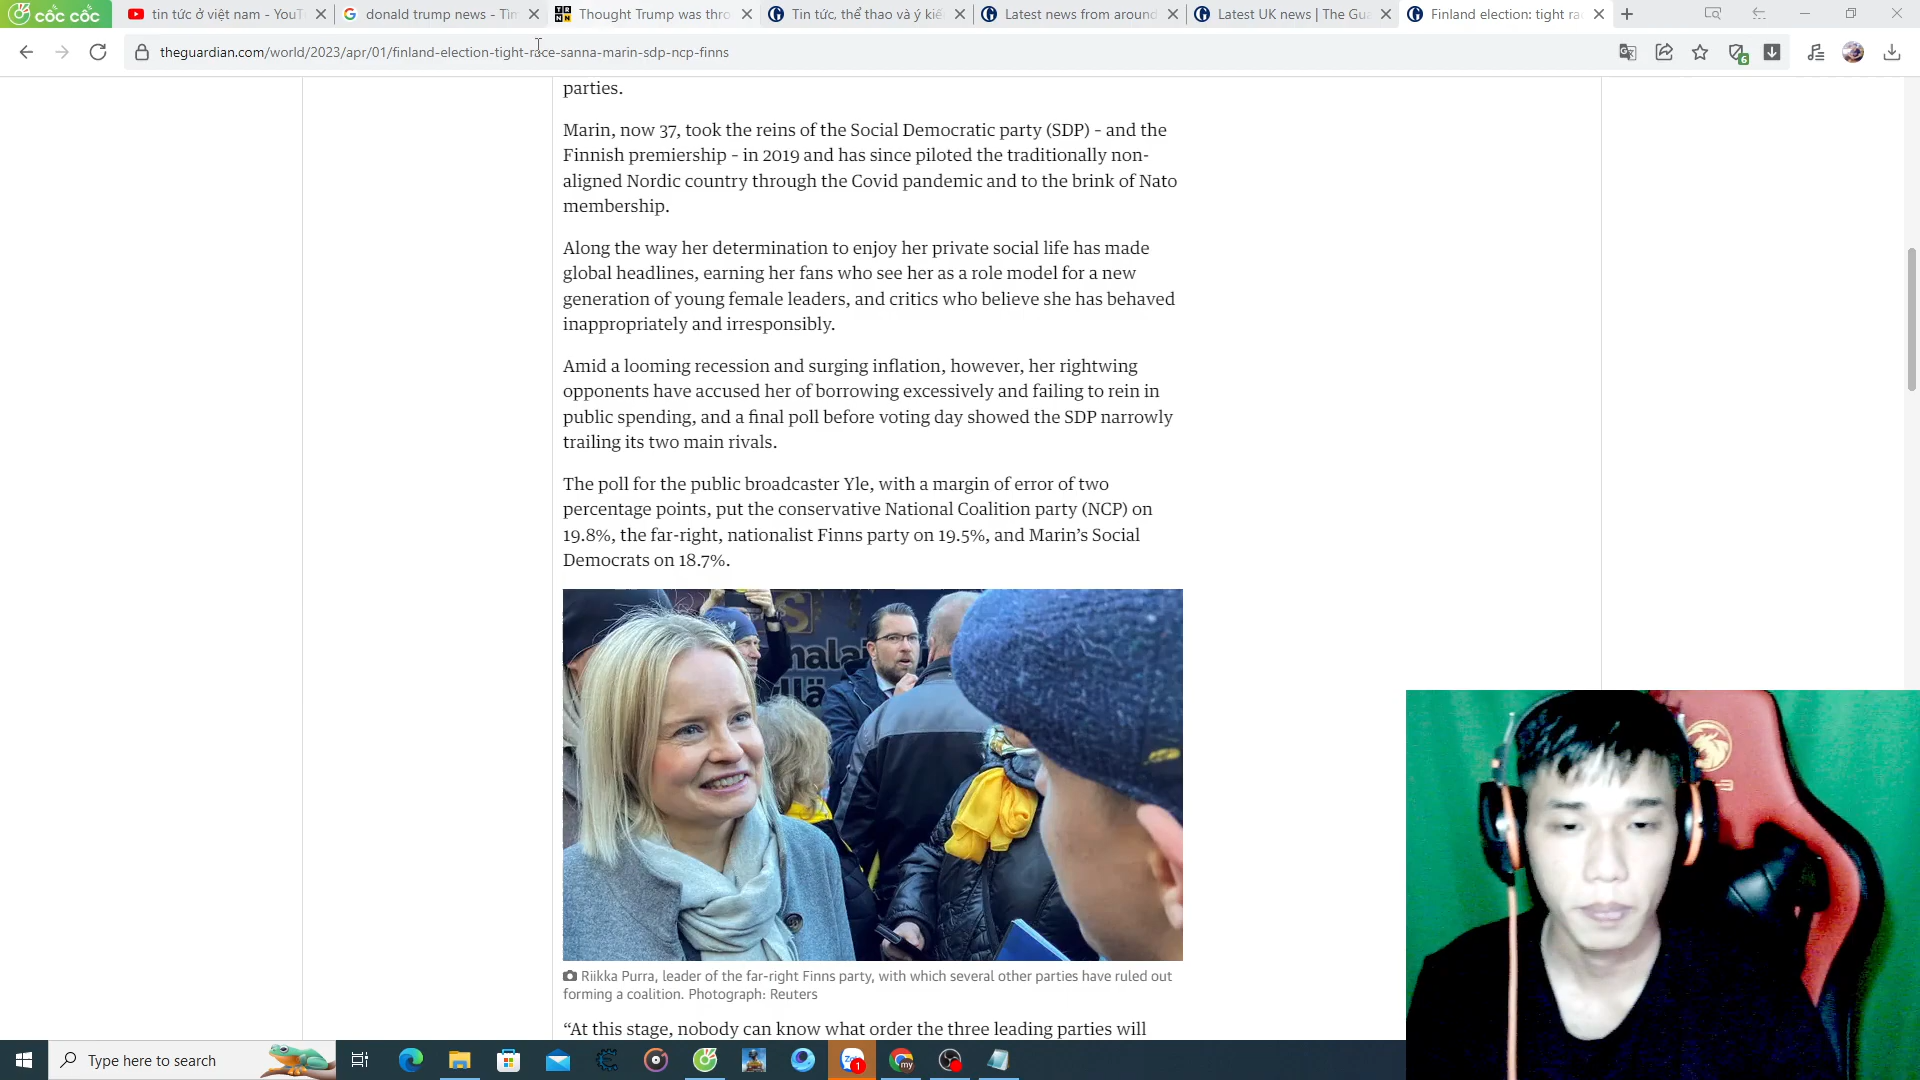 cốc cốc
tin tức ở việt nam - YouT
donald trump news - Tìm
Thought Trump was thro
Tin tức, thể thao và ý kiế
Latest news from around
Latest UK news | The Gua
Finland election: tight ra
theguardian.com/world/2023/apr/01/finland-election-tight-race-sanna-marin-sdp-ncp-finns
6
parties.
Marin, now 37, took the reins of the Social Democratic party (SDP) – and the
Finnish premiership – in 2019 and has since piloted the traditionally non-
aligned Nordic country through the Covid pandemic and to the brink of Nato
membership.
Along the way her determination to enjoy her private social life has made
global headlines, earning her fans who see her as a role model for a new
generation of young female leaders, and critics who believe she has behaved
inappropriately and irresponsibly.
Amid a looming recession and surging inflation, however, her rightwing
opponents have accused her of borrowing excessively and failing to rein in
public spending, and a final poll before voting day showed the SDP narrowly
trailing its two main rivals.
The poll for the public broadcaster Yle, with a margin of error of two
percentage points, put the conservative National Coalition party (NCP) on
19.8%, the far-right, nationalist Finns party on 19.5%, and Marin’s Social
Democrats on 18.7%.
Riikka Purra, leader of the far-right Finns party, with which several other parties have ruled out
forming a coalition. Photograph: Reuters
“At this stage, nobody can know what order the three leading parties will
Type here to search
1
my